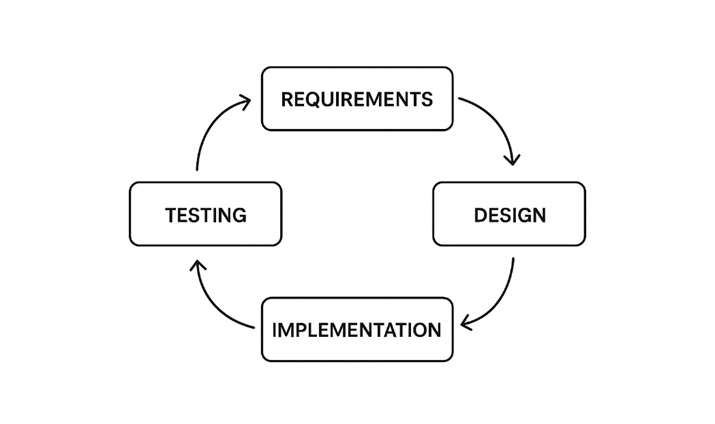 REQUIREMENTS
TESTING
DESIGN
IMPLEMENTATION